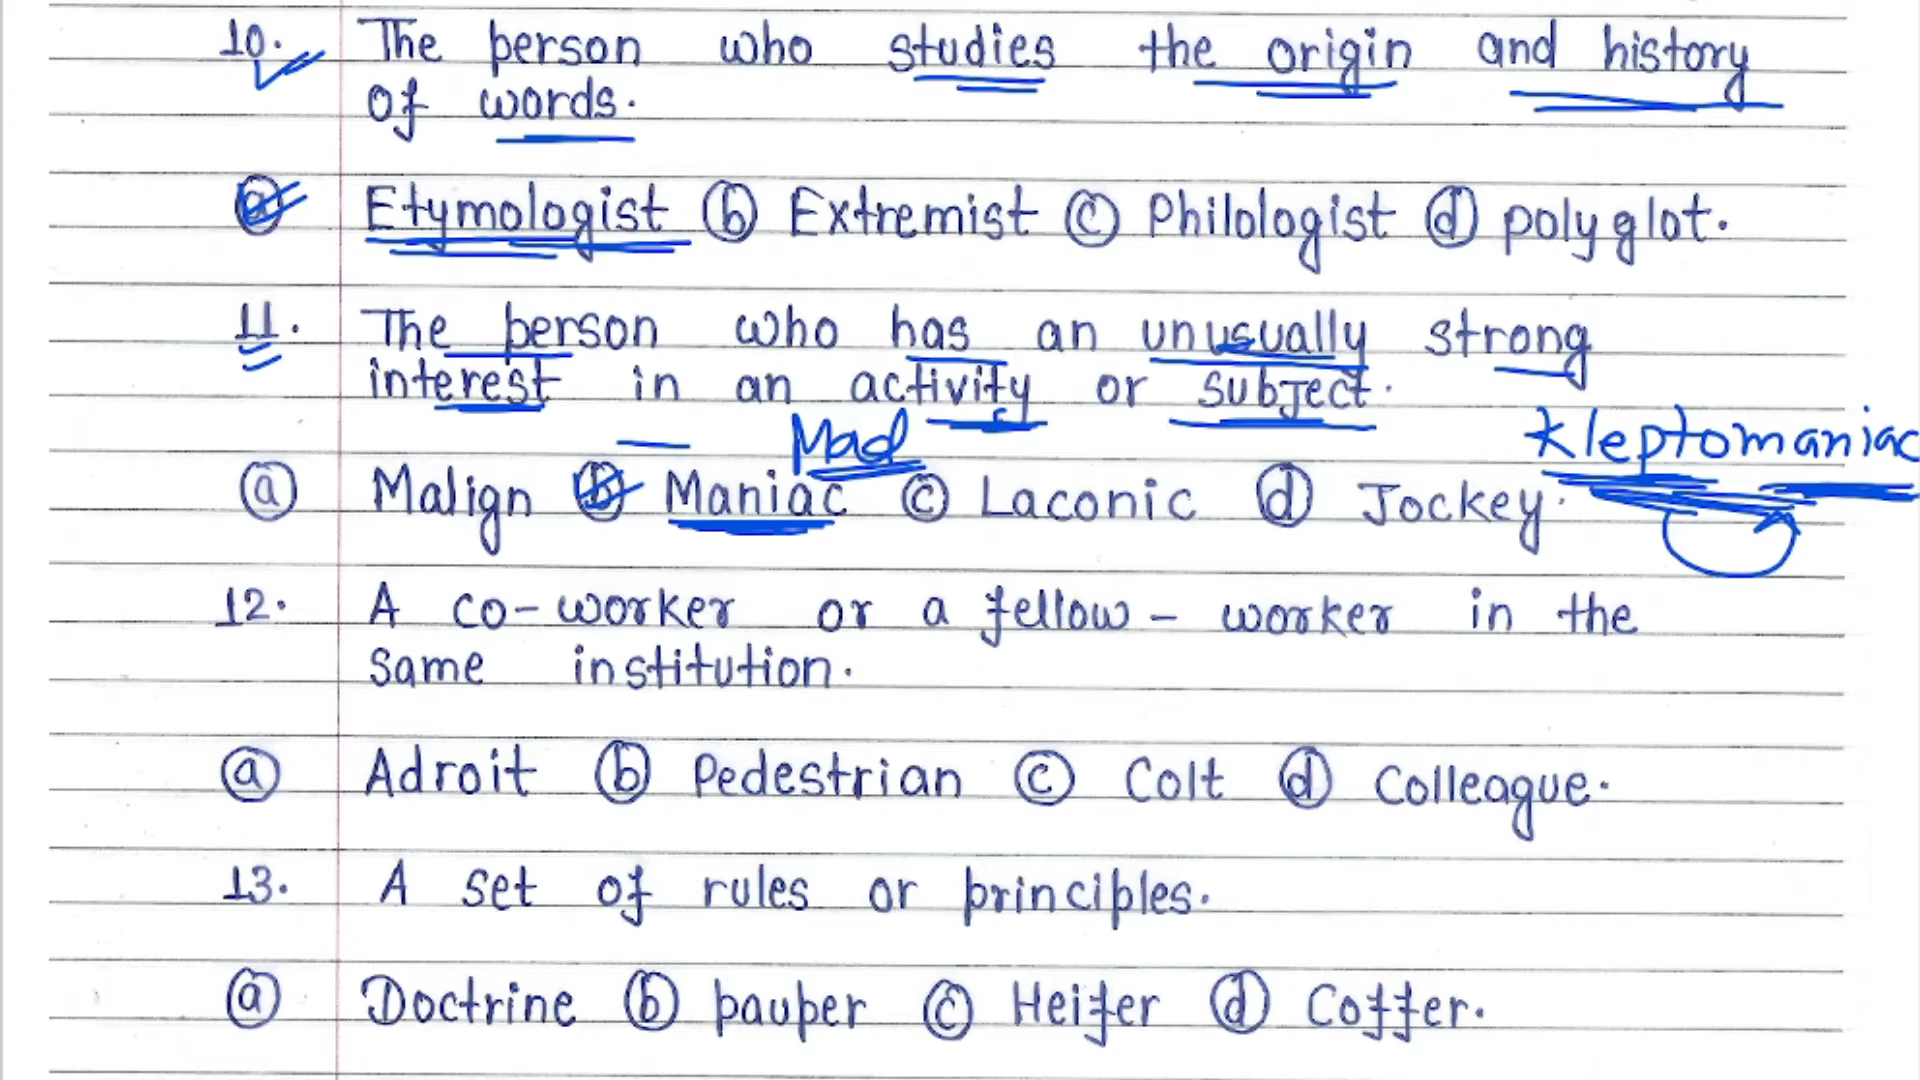 10. The person who studies the origin and history
of words.
ⓐ Etymologist ⓑ Extremist ⓒ Philologist ⓓ polyglot.
11. The person who has an unusually strong
interest in an activity or subject.
Mad kleptomaniac
ⓐ Malign ⓑ Maniac ⓒ Laconic ⓓ Jockey.
12. A co-worker or a fellow-worker in the
same institution.
ⓐ Adroit ⓑ Pedestrian ⓒ Colt ⓓ Colleague.
13. A set of rules or principles.
ⓐ Doctrine ⓑ pauper ⓒ Heifer ⓓ Coffer.